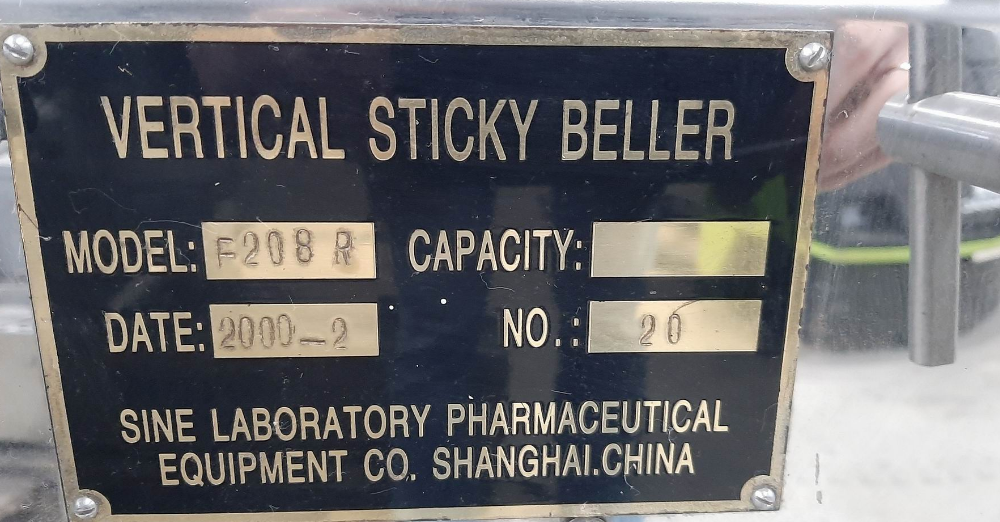 VERTICAL STICKY BELLER
MODEL: F208 R CAPACITY:
DATE: 2000-2 NO.: 20
SINE LABORATORY PHARMACEUTICAL
EQUIPMENT CO. SHANGHAI.CHINA